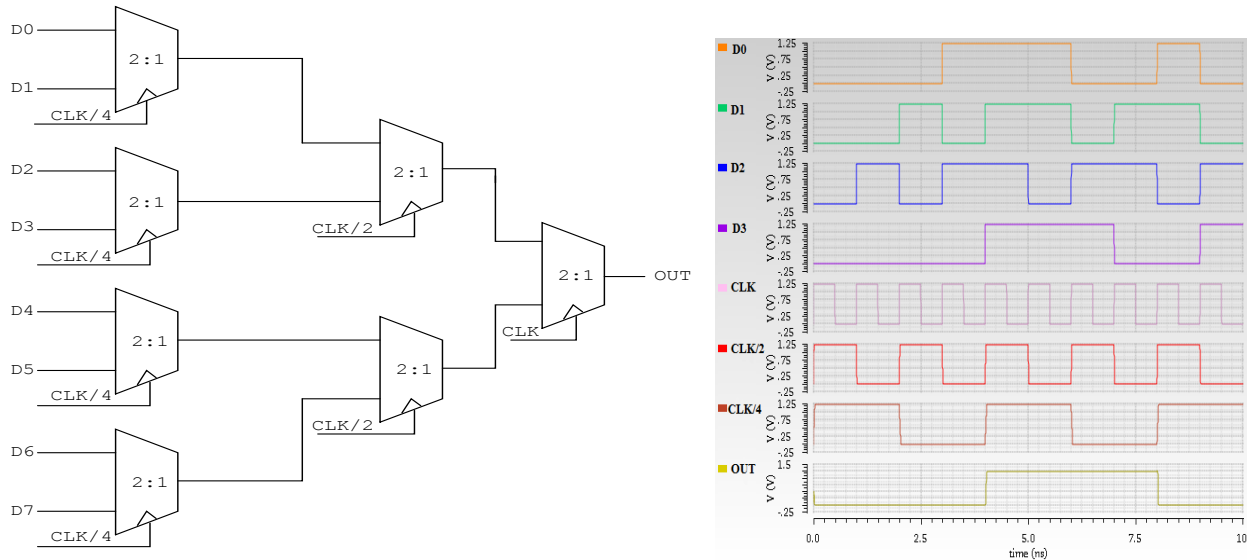 D0
2:1
D1
CLK/4
D2
2:1
D3
CLK/4
2:1
CLK/2
2:1
OUT
CLK
D4
2:1
D5
CLK/4
2:1
CLK/2
D6
2:1
D7
CLK/4
D0
V (V)
1.25
.75
.25
-.25
D1
V (V)
1.25
.75
.25
-.25
D2
V (V)
1.25
.75
.25
-.25
D3
V (V)
1.25
.75
.25
-.25
CLK
V (V)
1.25
.75
.25
-.25
CLK/2
V (V)
1.25
.75
.25
-.25
CLK/4
V (V)
1.25
.75
.25
-.25
OUT
V (V)
1.5
-.25
0.0 2.5 5.0 7.5 10
time (ns)